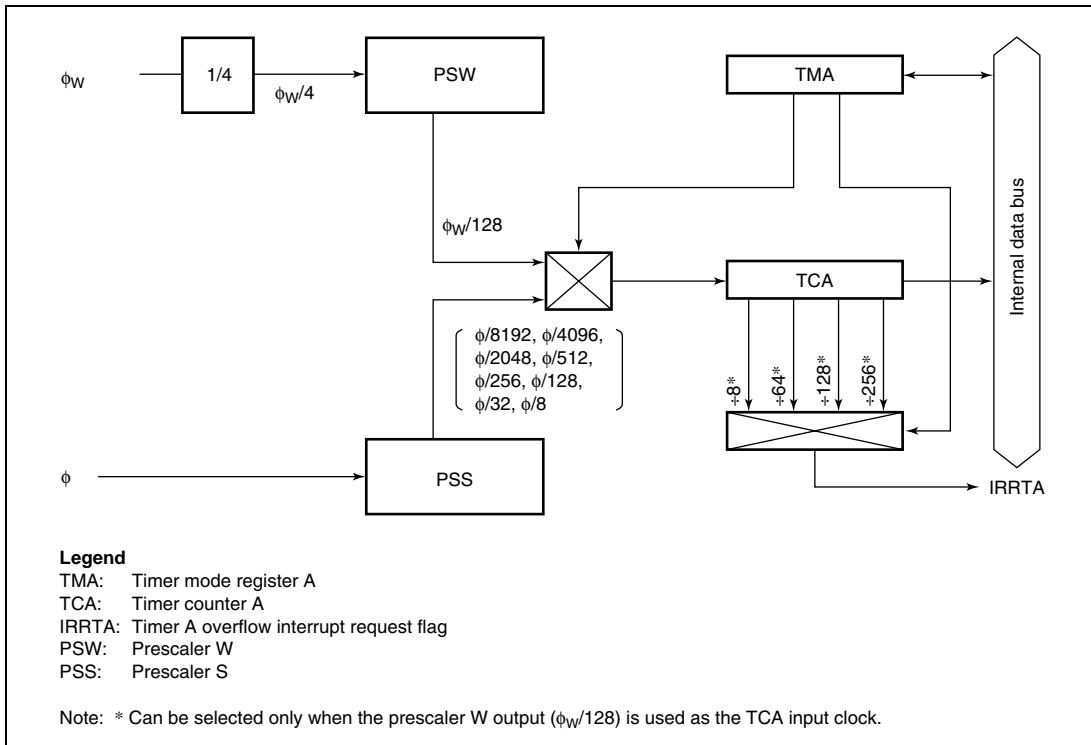 ϕW
1/4
ϕW/4
PSW
TMA
ϕW/128
TCA
Internal data bus
ϕ/8192, ϕ/4096,
ϕ/2048, ϕ/512,
ϕ/256, ϕ/128,
ϕ/32, ϕ/8
÷8*
÷64*
÷128*
÷256*
ϕ
PSS
IRRTA
Legend
TMA: Timer mode register A
TCA: Timer counter A
IRRTA: Timer A overflow interrupt request flag
PSW: Prescaler W
PSS: Prescaler S
Note: * Can be selected only when the prescaler W output (ϕW/128) is used as the TCA input clock.